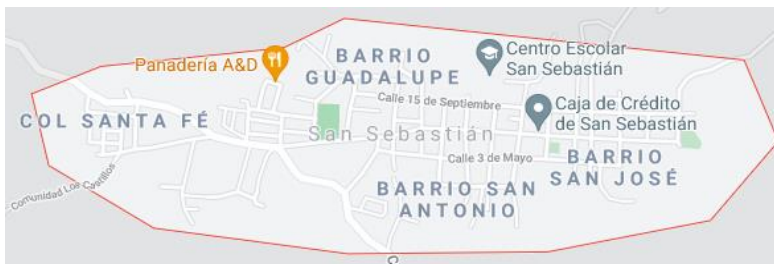 Panadería A&D
BARRIO
GUADALUPE
Centro Escolar
San Sebastián
COL SANTA FÉ
Calle 15 de Septiembre
Caja de Crédito
de San Sebastián
San Sebastián
Calle 3 de Mayo
BARRIO
SAN JOSÉ
BARRIO SAN
ANTONIO
Comunidad Los Castillos
C